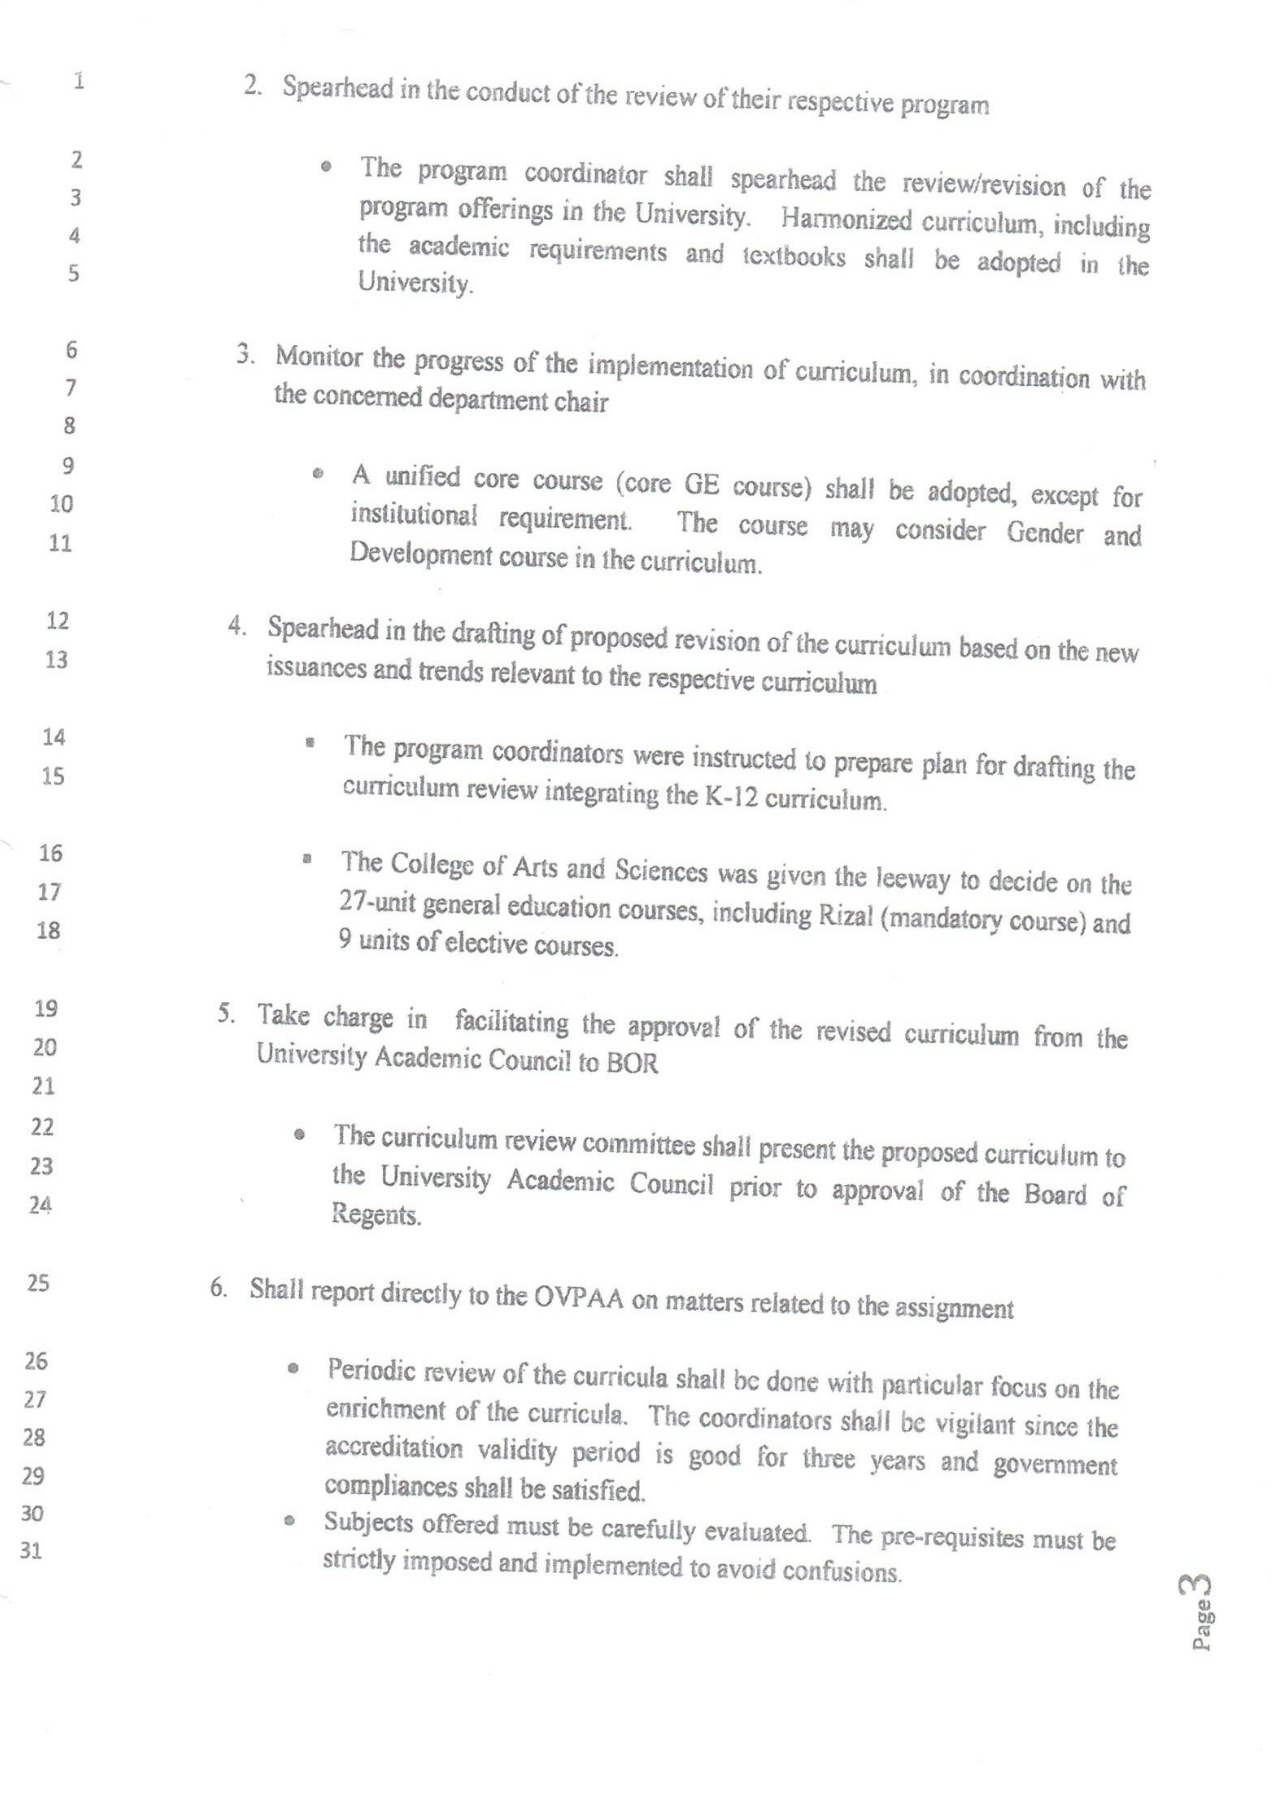 1 2. Spearhead in the conduct of the review of their respective program
2 • The program coordinator shall spearhead the review/revision of the
3 program offerings in the University. Harmonized curriculum, including
4 the academic requirements and textbooks shall be adopted in the
5 University.
6 3. Monitor the progress of the implementation of curriculum, in coordination with
7 the concerned department chair
8
9 • A unified core course (core GE course) shall be adopted, except for
10 institutional requirement. The course may consider Gender and
11 Development course in the curriculum.
12 4. Spearhead in the drafting of proposed revision of the curriculum based on the new
13 issuances and trends relevant to the respective curriculum
14 ▪ The program coordinators were instructed to prepare plan for drafting the
15 curriculum review integrating the K-12 curriculum.
16 ▪ The College of Arts and Sciences was given the leeway to decide on the
17 27-unit general education courses, including Rizal (mandatory course) and
18 9 units of elective courses.
19 5. Take charge in facilitating the approval of the revised curriculum from the
20 University Academic Council to BOR
21
22 • The curriculum review committee shall present the proposed curriculum to
23 the University Academic Council prior to approval of the Board of
24 Regents.
25 6. Shall report directly to the OVPAA on matters related to the assignment
26 • Periodic review of the curricula shall be done with particular focus on the
27 enrichment of the curricula. The coordinators shall be vigilant since the
28 accreditation validity period is good for three years and government
29 compliances shall be satisfied.
30 • Subjects offered must be carefully evaluated. The pre-requisites must be
31 strictly imposed and implemented to avoid confusions.
Page 3